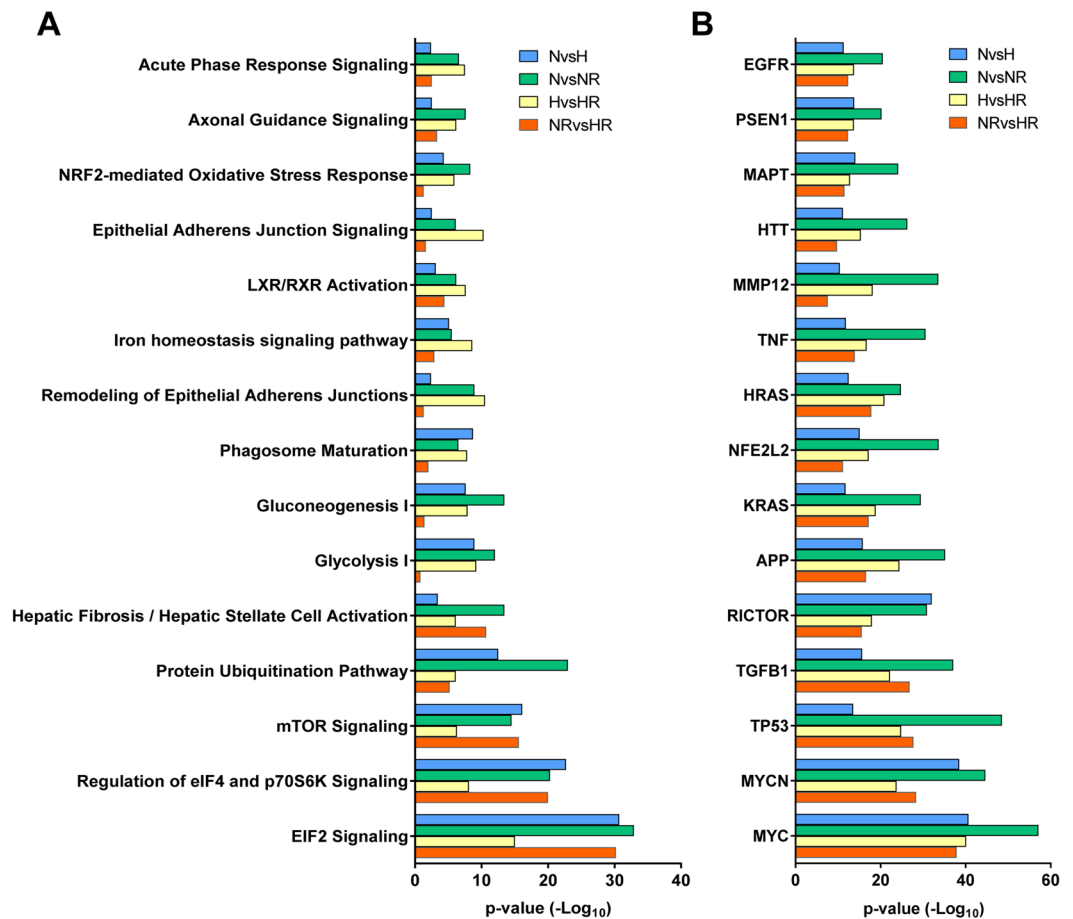 A
Acute Phase Response Signaling
Axonal Guidance Signaling
NRF2-mediated Oxidative Stress Response
Epithelial Adherens Junction Signaling
LXR/RXR Activation
Iron homeostasis signaling pathway
Remodeling of Epithelial Adherens Junctions
Phagosome Maturation
Gluconeogenesis I
Glycolysis I
Hepatic Fibrosis / Hepatic Stellate Cell Activation
Protein Ubiquitination Pathway
mTOR Signaling
Regulation of eIF4 and p70S6K Signaling
EIF2 Signaling
NvsH
NvsNR
HvsHR
NRvsHR
0 10 20 30 40
p-value (-Log10)
B
EGFR
PSEN1
MAPT
HTT
MMP12
TNF
HRAS
NFE2L2
KRAS
APP
RICTOR
TGFB1
TP53
MYCN
MYC
NvsH
NvsNR
HvsHR
NRvsHR
0 20 40 60
p-value (-Log10)